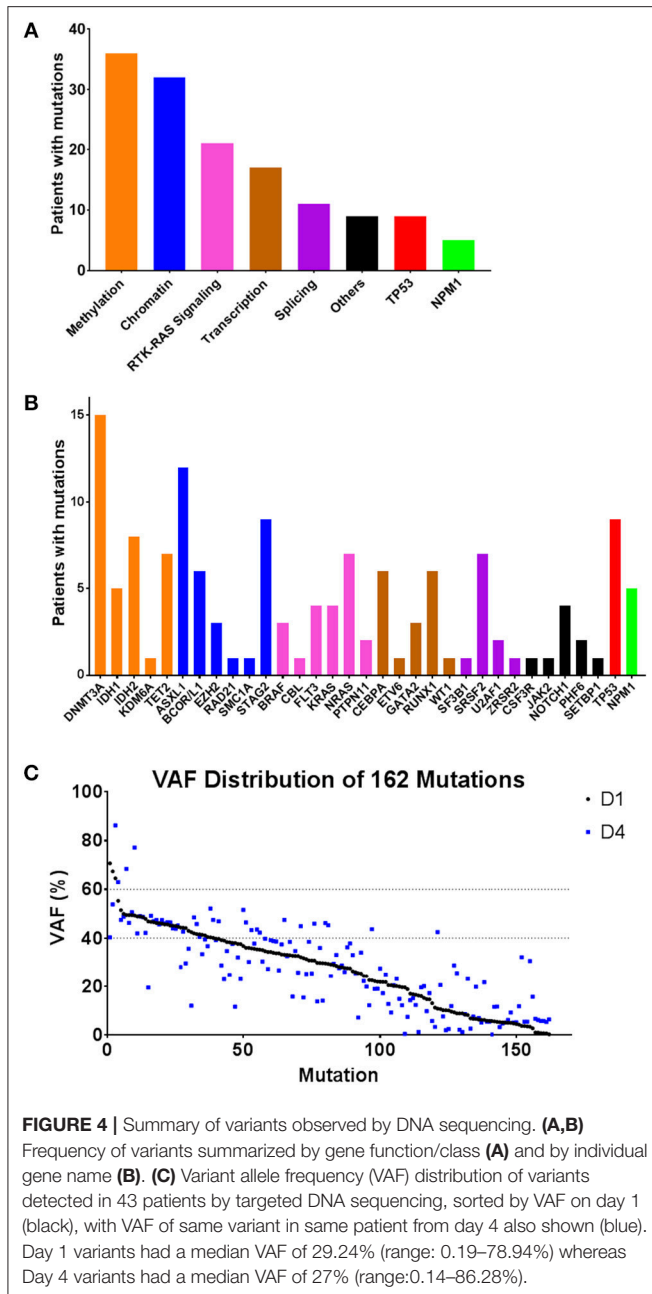 A
Patients with mutations
40
30
20
10
0
Methylation
Chromatin
RTK-RAS Signaling
Transcription
Splicing
Others
TP53
NPM1
B
Patients with mutations
15
10
5
0
DNMT3A
IDH1
IDH2
KDM6A
TET2
ASXL1
BCOR/L1
EZH2
RAD21
SMC1A
STAG2
BRAF
CBL
FLT3
KRAS
NRAS
PTPN11
CEBPA
ETV6
GATA2
RUNX1
WT1
SF3B1
SRSF2
U2AF1
ZRSR2
CSF3R
JAK2
NOTCH1
PHF6
SETBP1
TP53
NPM1
C
VAF Distribution of 162 Mutations
D1
D4
VAF (%)
100
80
60
40
20
0
0
50
100
150
Mutation
FIGURE 4 | Summary of variants observed by DNA sequencing. (A,B)
Frequency of variants summarized by gene function/class (A) and by individual
gene name (B). (C) Variant allele frequency (VAF) distribution of variants
detected in 43 patients by targeted DNA sequencing, sorted by VAF on day 1
(black), with VAF of same variant in same patient from day 4 also shown (blue).
Day 1 variants had a median VAF of 29.24% (range: 0.19–78.94%) whereas
Day 4 variants had a median VAF of 27% (range:0.14–86.28%).